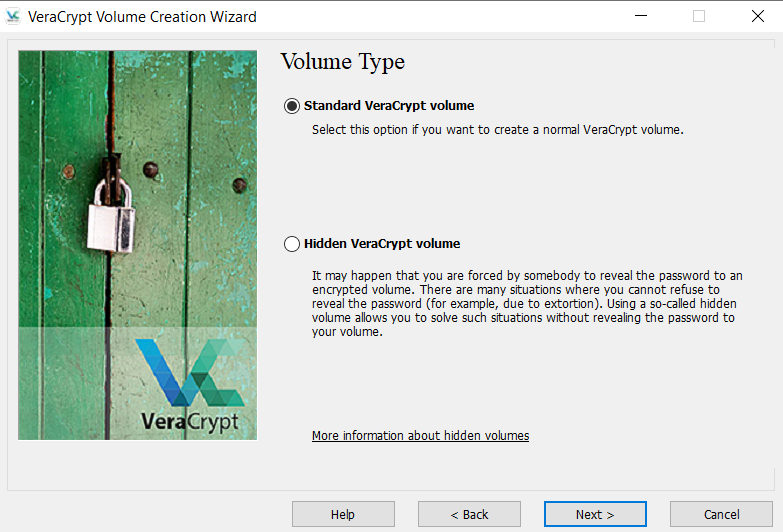 VeraCrypt Volume Creation Wizard
Volume Type
Standard VeraCrypt volume
Select this option if you want to create a normal VeraCrypt volume.
Hidden VeraCrypt volume
It may happen that you are forced by somebody to reveal the password to an
encrypted volume. There are many situations where you cannot refuse to
reveal the password (for example, due to extortion). Using a so-called hidden
volume allows you to solve such situations without revealing the password to
your volume.
VeraCrypt
More information about hidden volumes
Help
< Back
Next >
Cancel